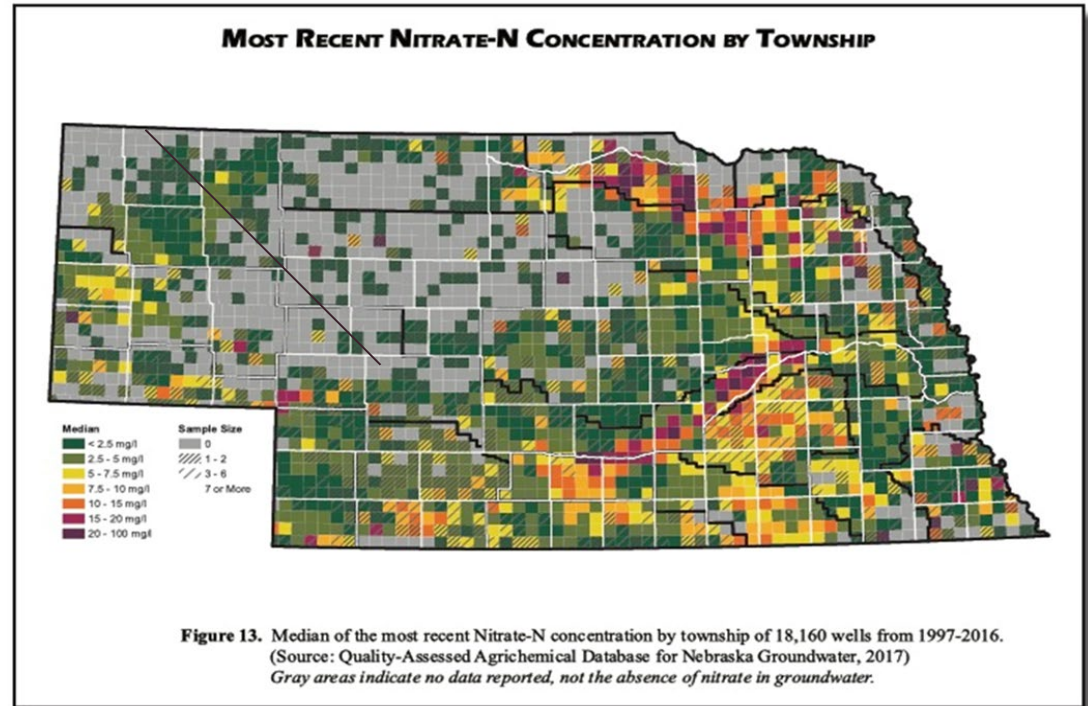 MOST RECENT NITRATE-N CONCENTRATION BY TOWNSHIP
Median
< 2.5 mg/l
2.5 - 5 mg/l
5 - 7.5 mg/l
7.5 - 10 mg/l
10 - 15 mg/l
15 - 20 mg/l
20 - 100 mg/l
Sample Size
0
1 - 2
3 - 6
7 or More
Figure 13. Median of the most recent Nitrate-N concentration by township of 18,160 wells from 1997-2016.
(Source: Quality-Assessed Agrichemical Database for Nebraska Groundwater, 2017)
Gray areas indicate no data reported, not the absence of nitrate in groundwater.